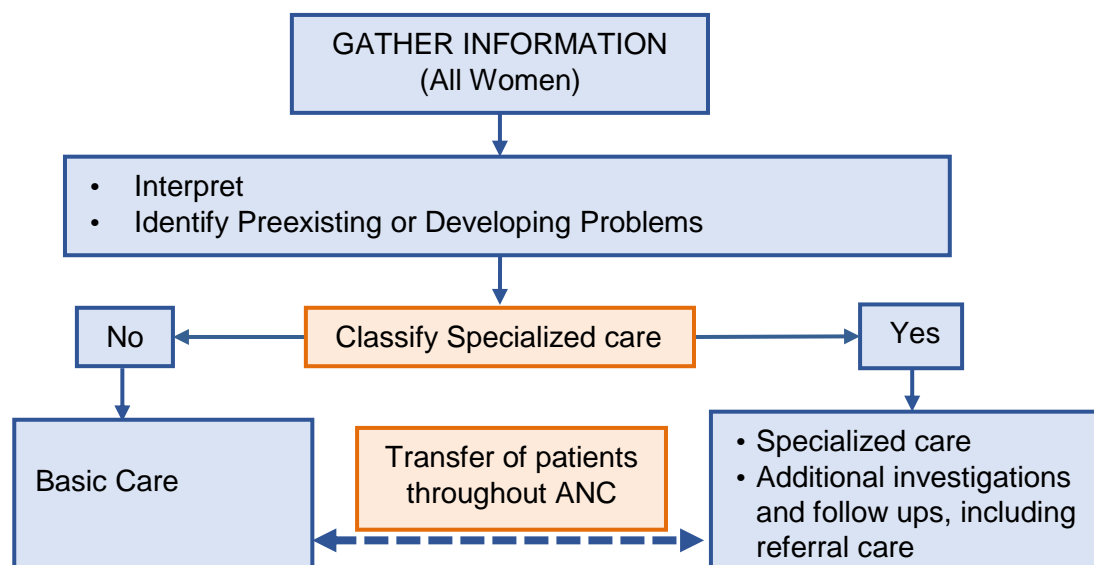 GATHER INFORMATION
(All Women)
• Interpret
• Identify Preexisting or Developing Problems
No
Classify Specialized care
Yes
Basic Care
Transfer of patients
throughout ANC
• Specialized care
• Additional investigations
and follow ups, including
referral care